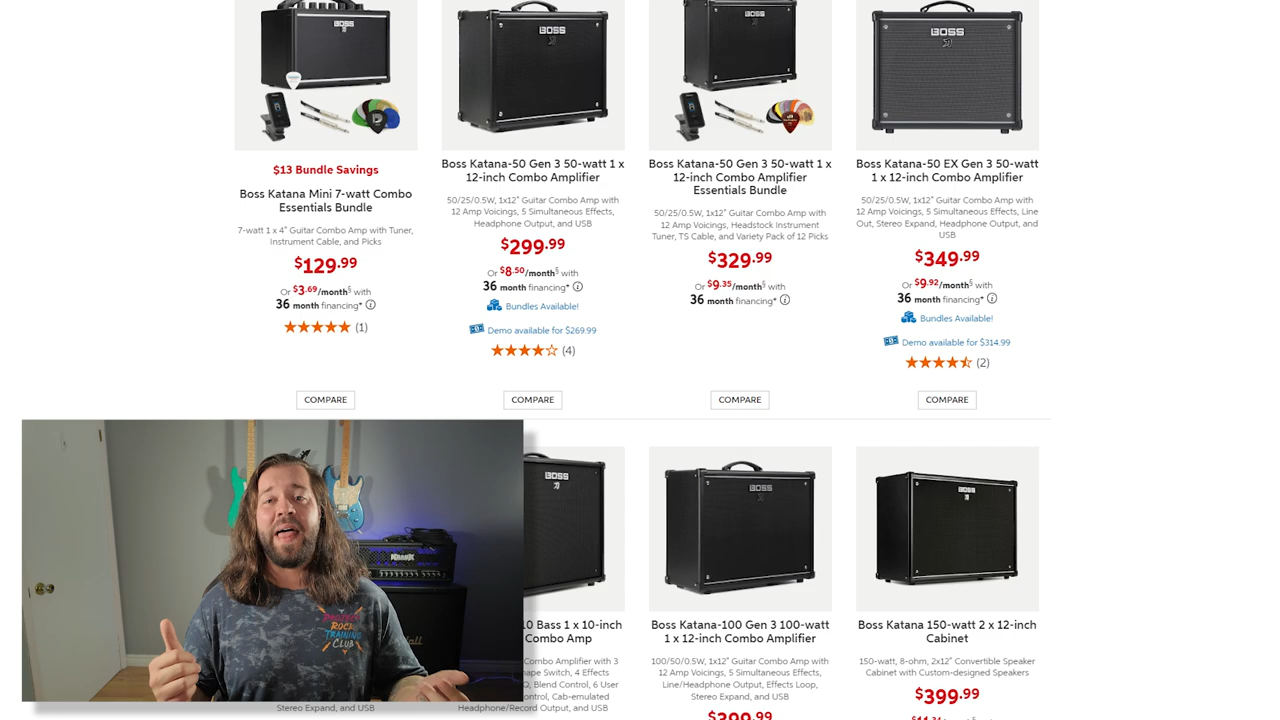 BOSS
BOSS
BOSS
BOSS
$13 Bundle Savings
Boss Katana Mini 7-watt Combo
Essentials Bundle
7-watt 1 x 4" Guitar Combo Amp with Tuner,
Instrument Cable, and Picks
$129.99
Or $3.69/month§ with
36 month financing*
(1)
COMPARE
Boss Katana-50 Gen 3 50-watt 1 x
12-inch Combo Amplifier
50/25/0.5W, 1x12" Guitar Combo Amp with
12 Amp Voicings, 5 Simultaneous Effects,
Headphone Output, and USB
$299.99
Or $8.50/month§ with
36 month financing*
Bundles Available!
Demo available for $269.99
(4)
COMPARE
Boss Katana-50 Gen 3 50-watt 1 x
12-inch Combo Amplifier
Essentials Bundle
50/25/0.5W, 1x12" Guitar Combo Amp with
12 Amp Voicings, Headstock Instrument
Tuner, TS Cable, and Variety Pack of 12 Picks
$329.99
Or $9.35/month§ with
36 month financing*
COMPARE
Boss Katana-50 EX Gen 3 50-watt
1 x 12-inch Combo Amplifier
50/25/0.5W, 1x12" Guitar Combo Amp with
12 Amp Voicings, 5 Simultaneous Effects, Line
Out, Stereo Expand, Headphone Output, and
USB
$349.99
Or $9.92/month§ with
36 month financing*
Bundles Available!
Demo available for $314.99
(2)
COMPARE
KRANK
PROJECT
ROCK
TRAINING
CLUB
Stereo Expand, and USB
BOSS
10 Bass 1 x 10-inch
Combo Amp
Combo Amplifier with 3
hape Switch, 4 Effects
Q, Blend Control, 6 User
ontrol, Cab-emulated
Headphone/Record Output, and USB
BOSS
Boss Katana-100 Gen 3 100-watt
1 x 12-inch Combo Amplifier
100/50/0.5W, 1x12" Guitar Combo Amp with
12 Amp Voicings, 5 Simultaneous Effects,
Line/Headphone Output, Effects Loop,
Stereo Expand, and USB
$399.99
BOSS
Boss Katana 150-watt 2 x 12-inch
Cabinet
150-watt, 8-ohm, 2x12" Convertible Speaker
Cabinet with Custom-designed Speakers
$399.99